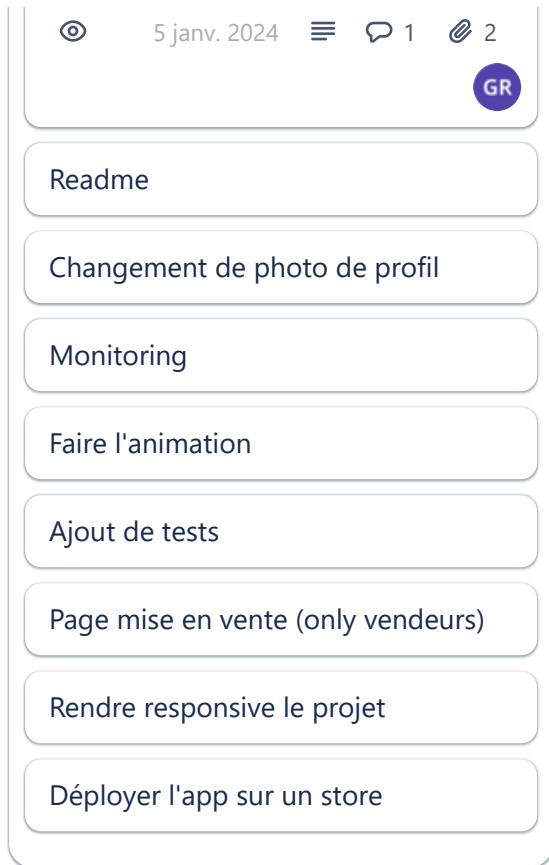 5 janv. 2024 1 2
GR
Readme
Changement de photo de profil
Monitoring
Faire l'animation
Ajout de tests
Page mise en vente (only vendeurs)
Rendre responsive le projet
Déployer l'app sur un store